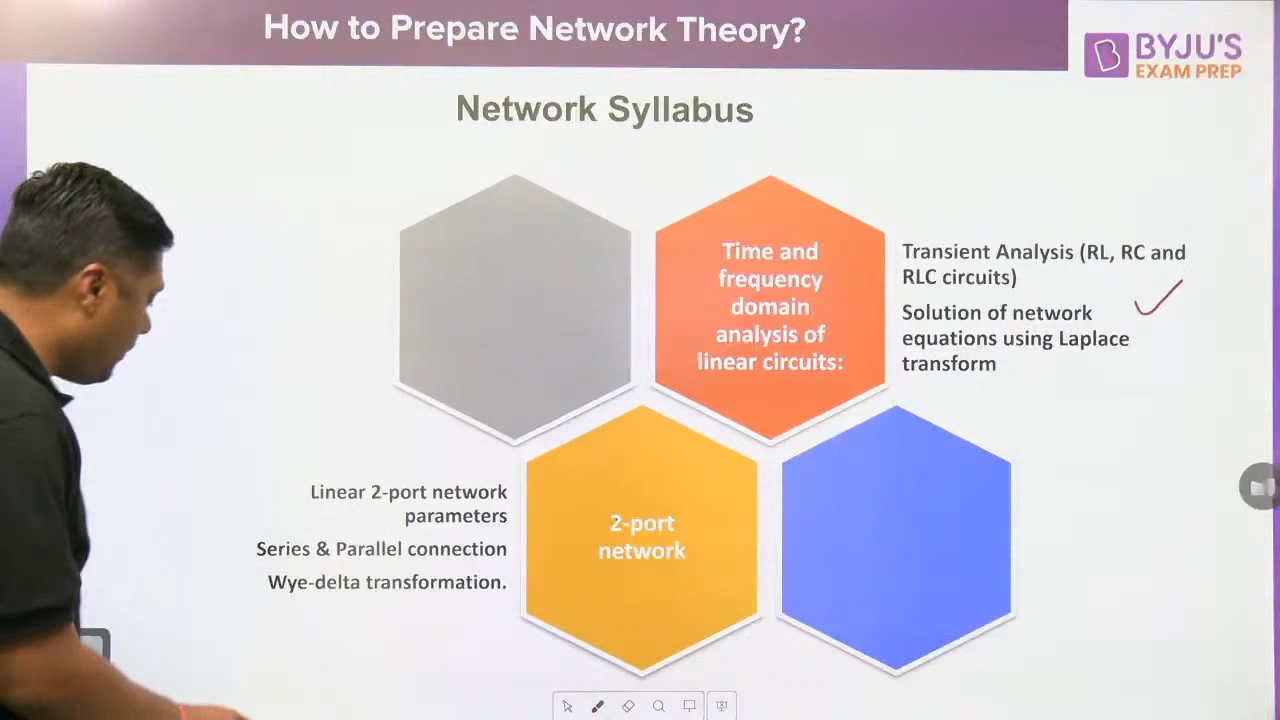 How to Prepare Network Theory?
BYJU'S
EXAM PREP
Network Syllabus
Time and
frequency
domain
analysis of
linear circuits:
Transient Analysis (RL, RC and
RLC circuits)
Solution of network
equations using Laplace
transform
Linear 2-port network
parameters
Series & Parallel connection
Wye-delta transformation.
2-port
network